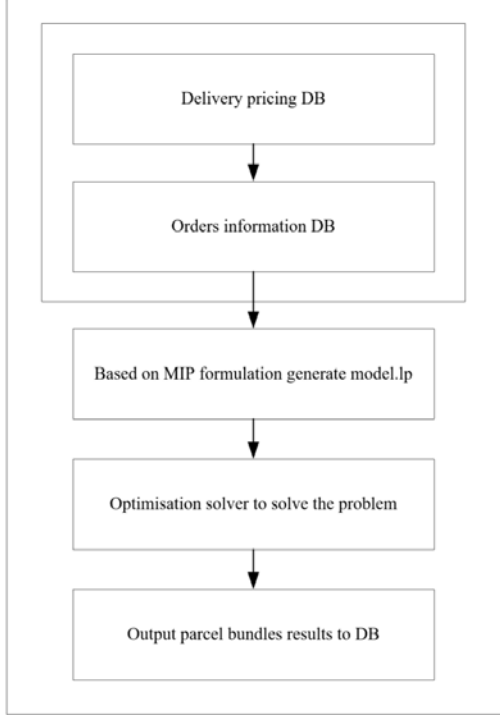 Delivery pricing DB
Orders information DB
Based on MIP formulation generate model.lp
Optimisation solver to solve the problem
Output parcel bundles results to DB